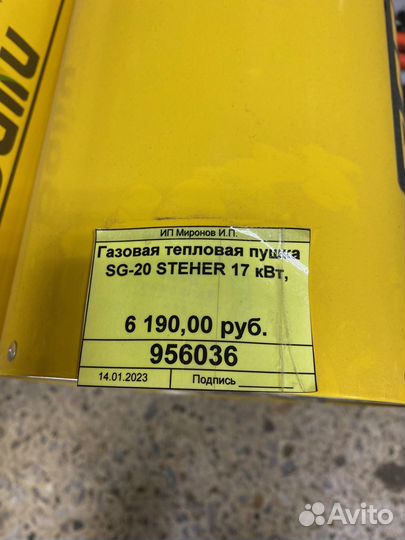 ИП Миронов И.П.
Газовая тепловая пушка
SG-20 STEHER 17 кВт,
6 190,00 руб.
956036
14.01.2023 Подпись ________
Avito